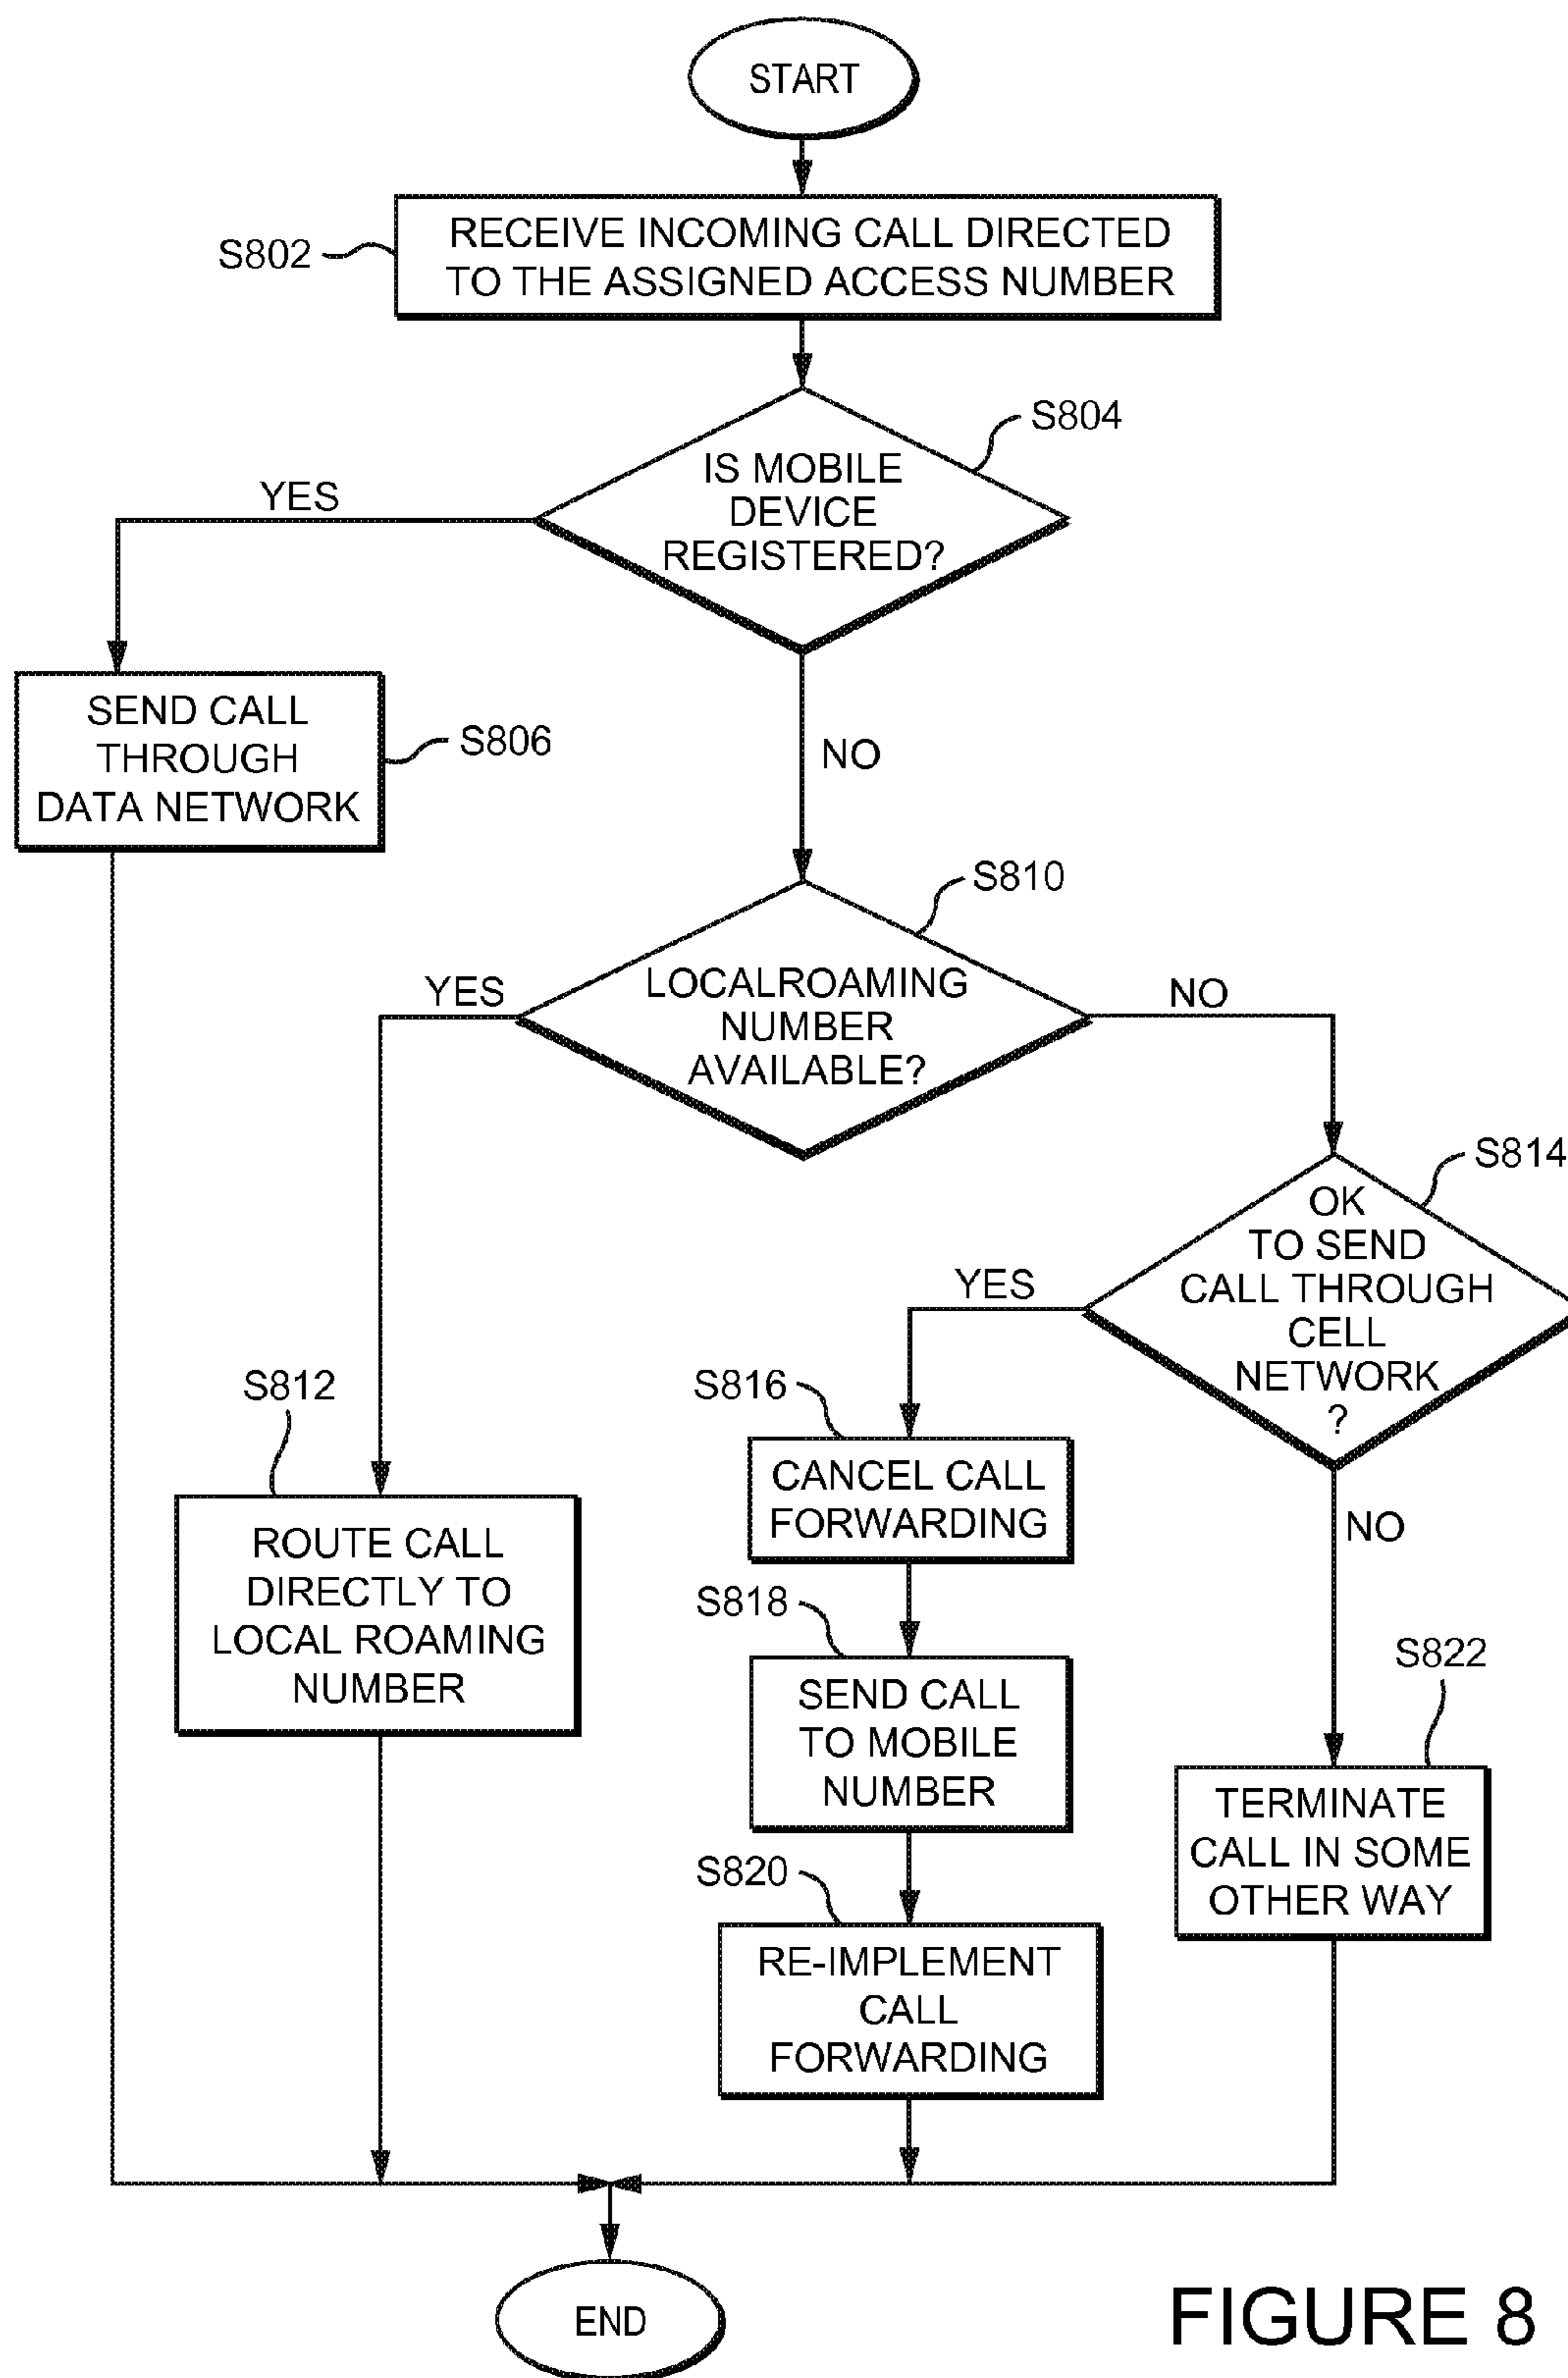 START
S802
RECEIVE INCOMING CALL DIRECTED
TO THE ASSIGNED ACCESS NUMBER
S804
IS MOBILE
DEVICE
REGISTERED?
YES
NO
SEND CALL
THROUGH
DATA NETWORK
S806
S810
LOCALROAMING
NUMBER
AVAILABLE?
YES
NO
S814
OK
TO SEND
CALL THROUGH
CELL
NETWORK
?
YES
NO
S812
ROUTE CALL
DIRECTLY TO
LOCAL ROAMING
NUMBER
S816
CANCEL CALL
FORWARDING
S818
SEND CALL
TO MOBILE
NUMBER
S820
RE-IMPLEMENT
CALL
FORWARDING
S822
TERMINATE
CALL IN SOME
OTHER WAY
END
FIGURE 8